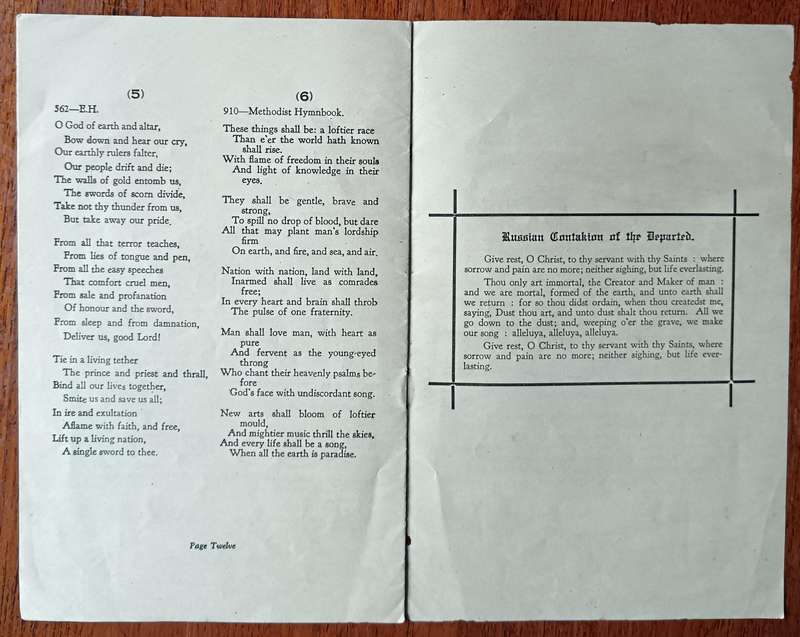 (5)
562—E.H.
O God of earth and altar,
Bow down and hear our cry,
Our earthly rulers falter,
Our people drift and die;
The walls of gold entomb us,
The swords of scorn divide,
Take not thy thunder from us,
But take away our pride.
From all that terror teaches,
From lies of tongue and pen,
From all the easy speeches
That comfort cruel men,
From sale and profanation
Of honour and the sword,
From sleep and from damnation,
Deliver us, good Lord!
Tie in a living tether
The prince and priest and thrall,
Bind all our lives together,
Smite us and save us all;
In ire and exultation
Aflame with faith, and free,
Lift up a living nation,
A single sword to thee.
(6)
910—Methodist Hymnbook.
These things shall be: a loftier race
Than e'er the world hath known
shall rise.
With flame of freedom in their souls
And light of knowledge in their
eyes.
They shall be gentle, brave and
strong,
To spill no drop of blood, but dare
All that may plant man's lordship
firm
On earth, and fire, and sea, and air.
Nation with nation, land with land,
Inarmed shall live as comrades
free;
In every heart and brain shall throb
The pulse of one fraternity.
Man shall love man, with heart as
pure
And fervent as the young-eyed
throng
Who chant their heavenly psalms be-
fore
God's face with undiscordant song.
New arts shall bloom of loftier
mould,
And mightier music thrill the skies,
And every life shall be a song,
When all the earth is paradise.
Page Twelve
Russian Contakion of the Departed.
Give rest, O Christ, to thy servant with thy Saints : where
sorrow and pain are no more; neither sighing, but life everlasting.
Thou only art immortal, the Creator and Maker of man :
and we are mortal, formed of the earth, and unto earth shall
we return : for so thou didst ordain, when thou createdst me,
saying, Dust thou art, and unto dust shalt thou return. All we
go down to the dust; and, weeping o'er the grave, we make
our song : alleluya, alleluya, alleluya.
Give rest, O Christ, to thy servant with thy Saints, where
sorrow and pain are no more; neither sighing, but life ever-
lasting.